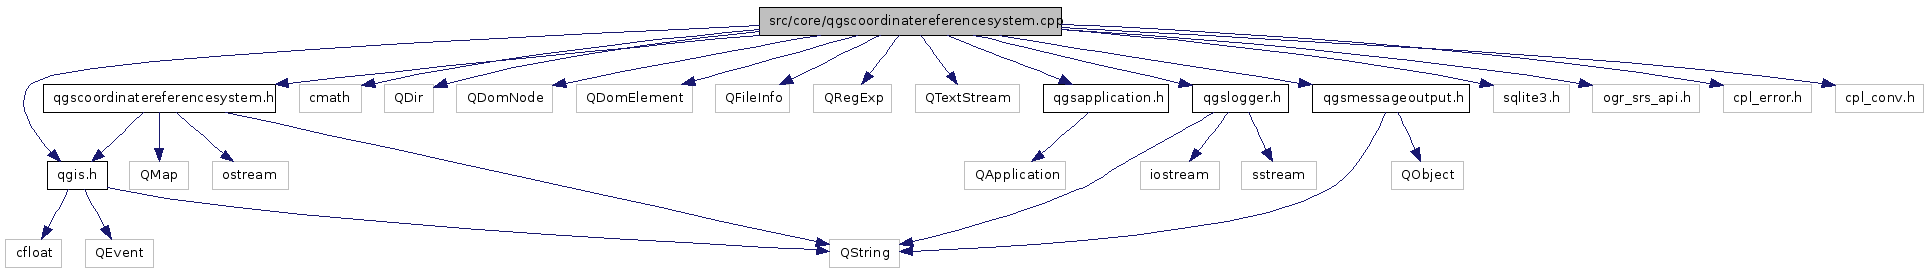 src/core/qgscoordinatereferencesystem.cpp
qgscoordinatereferencesystem.h
cmath
QDir
QDomNode
QDomElement
QFileInfo
QRegExp
QTextStream
qgsapplication.h
qgslogger.h
qgsmessageoutput.h
sqlite3.h
ogr_srs_api.h
cpl_error.h
cpl_conv.h
qgis.h
QMap
ostream
QApplication
iostream
sstream
QObject
cfloat
QEvent
QString